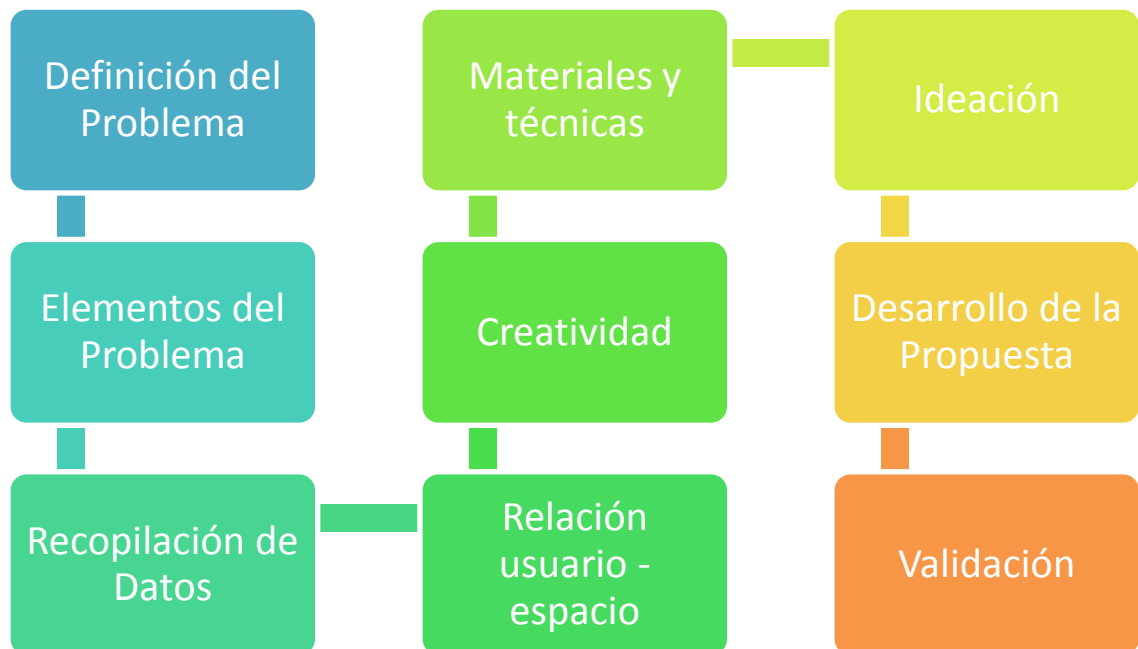 Definición del
Problema
Elementos del
Problema
Recopilación de
Datos
Relación
usuario -
espacio
Creatividad
Materiales y
técnicas
Ideación
Desarrollo de la
Propuesta
Validación